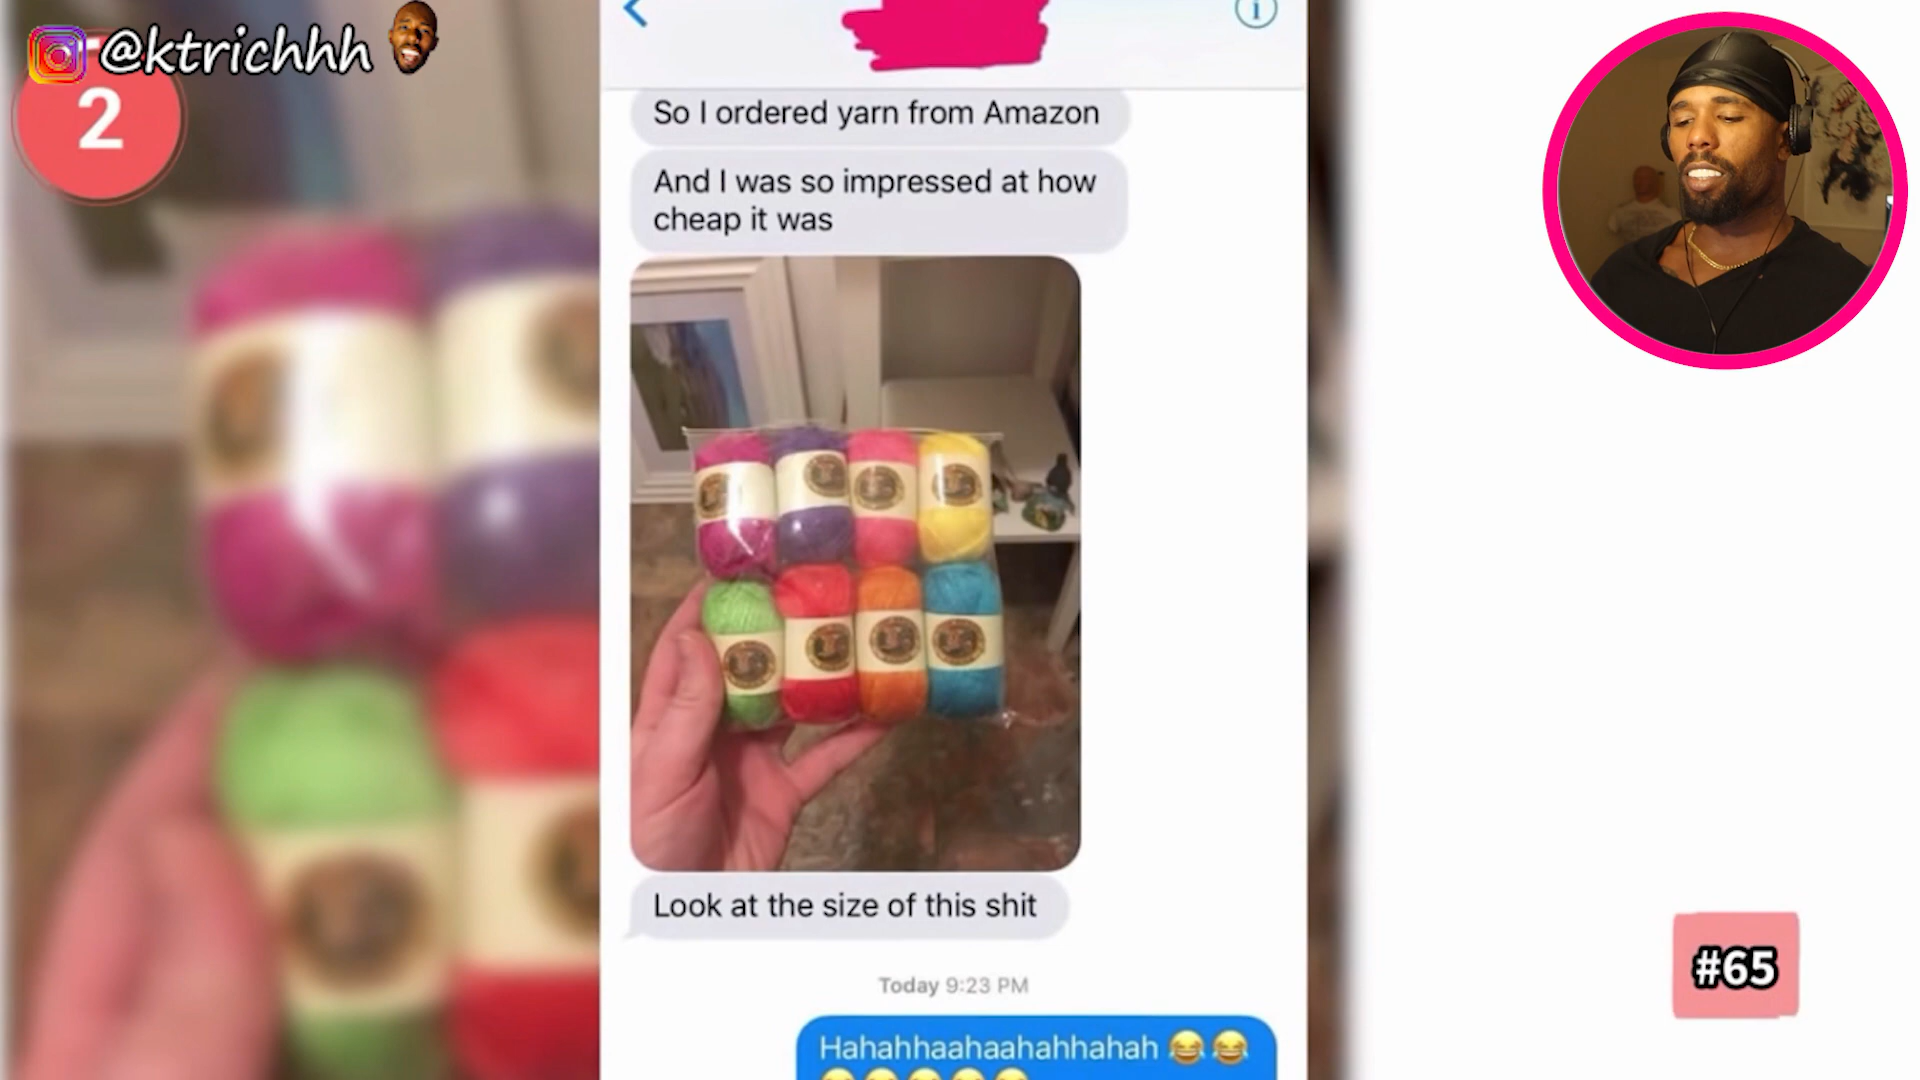 @ktrichhh
2
So I ordered yarn from Amazon
And I was so impressed at how
cheap it was
Look at the size of this shit
Today 9:23 PM
Hahahhaahaahahhahah 😂😂
#65